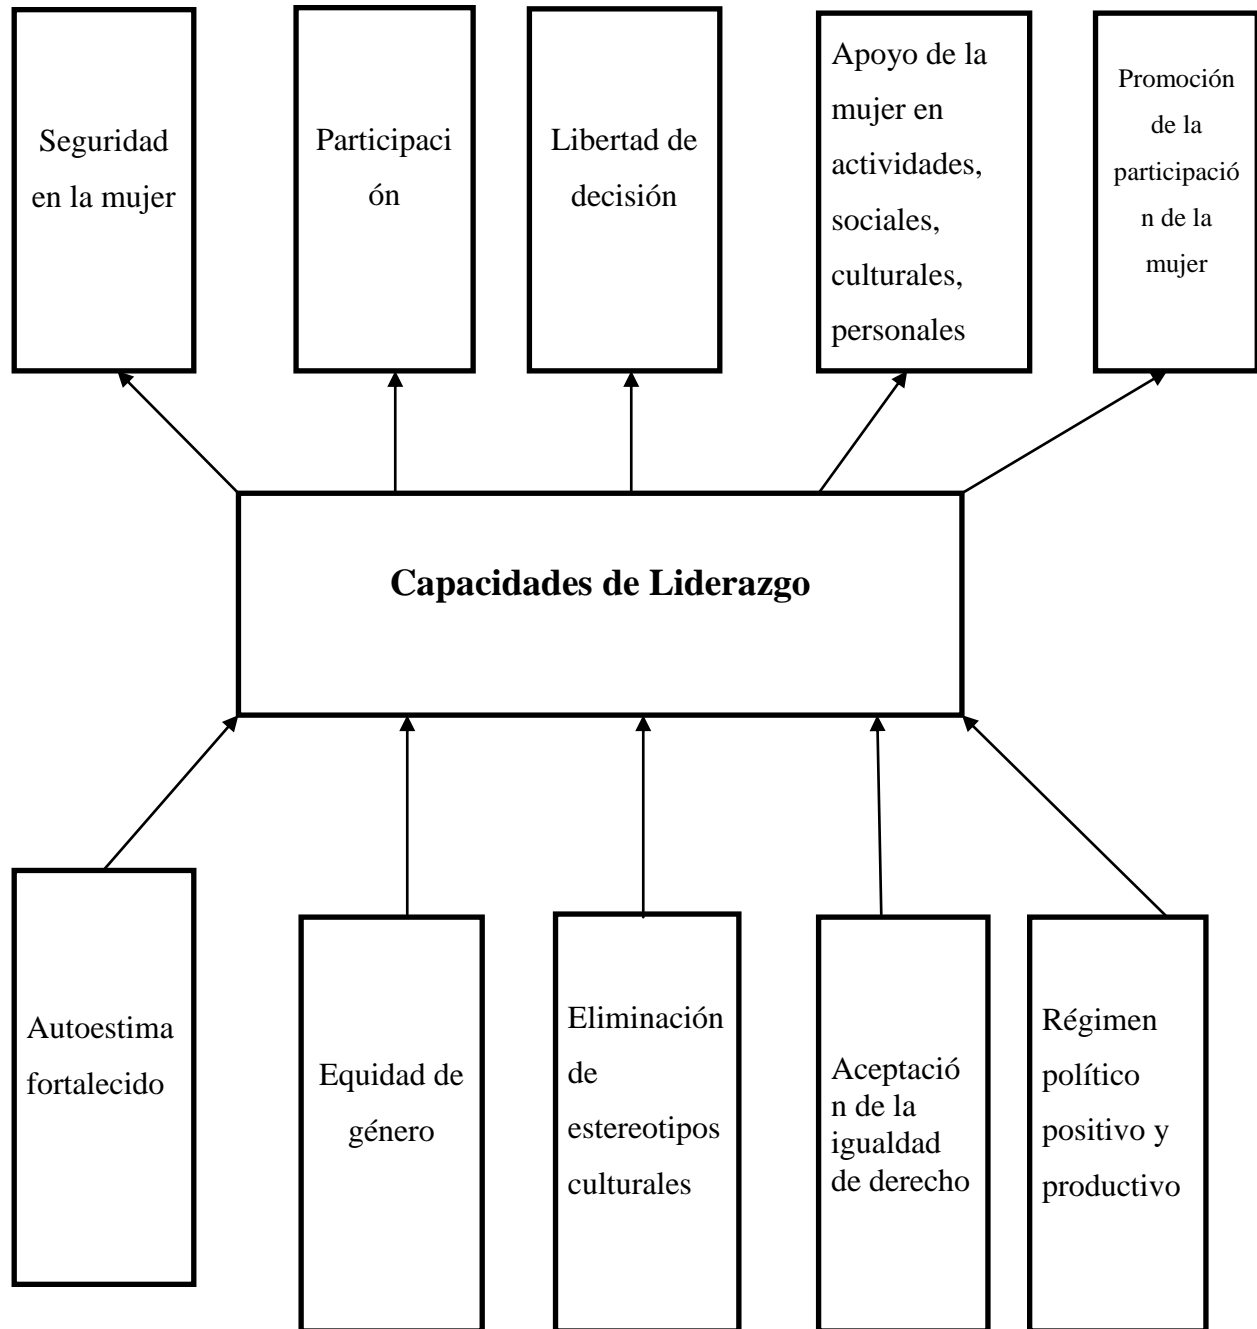 Seguridad
en la mujer
Participaci
ón
Libertad de
decisión
Apoyo de la
mujer en
actividades,
sociales,
culturales,
personales
Promoción
de la
participació
n de la
mujer
Capacidades de Liderazgo
Autoestima
fortalecido
Equidad de
género
Eliminación
de
estereotipos
culturales
Aceptació
n de la
igualdad
de derecho
Régimen
político
positivo y
productivo